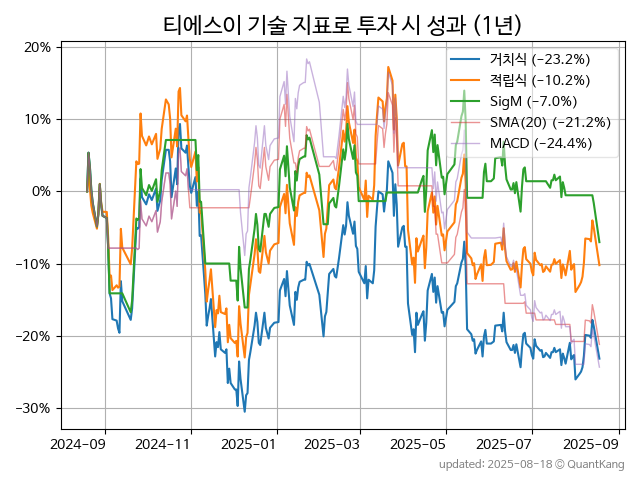 티에스이 기술 지표로 투자 시 성과 (1년)
20%
10%
0%
−10%
−20%
−30%
거치식 (−23.2%)
적립식 (−10.2%)
SigM (−7.0%)
SMA(20) (−21.2%)
MACD (−24.4%)
2024-09
2024-11
2025-01
2025-03
2025-05
2025-07
2025-09
updated: 2025-08-18 © QuantKang